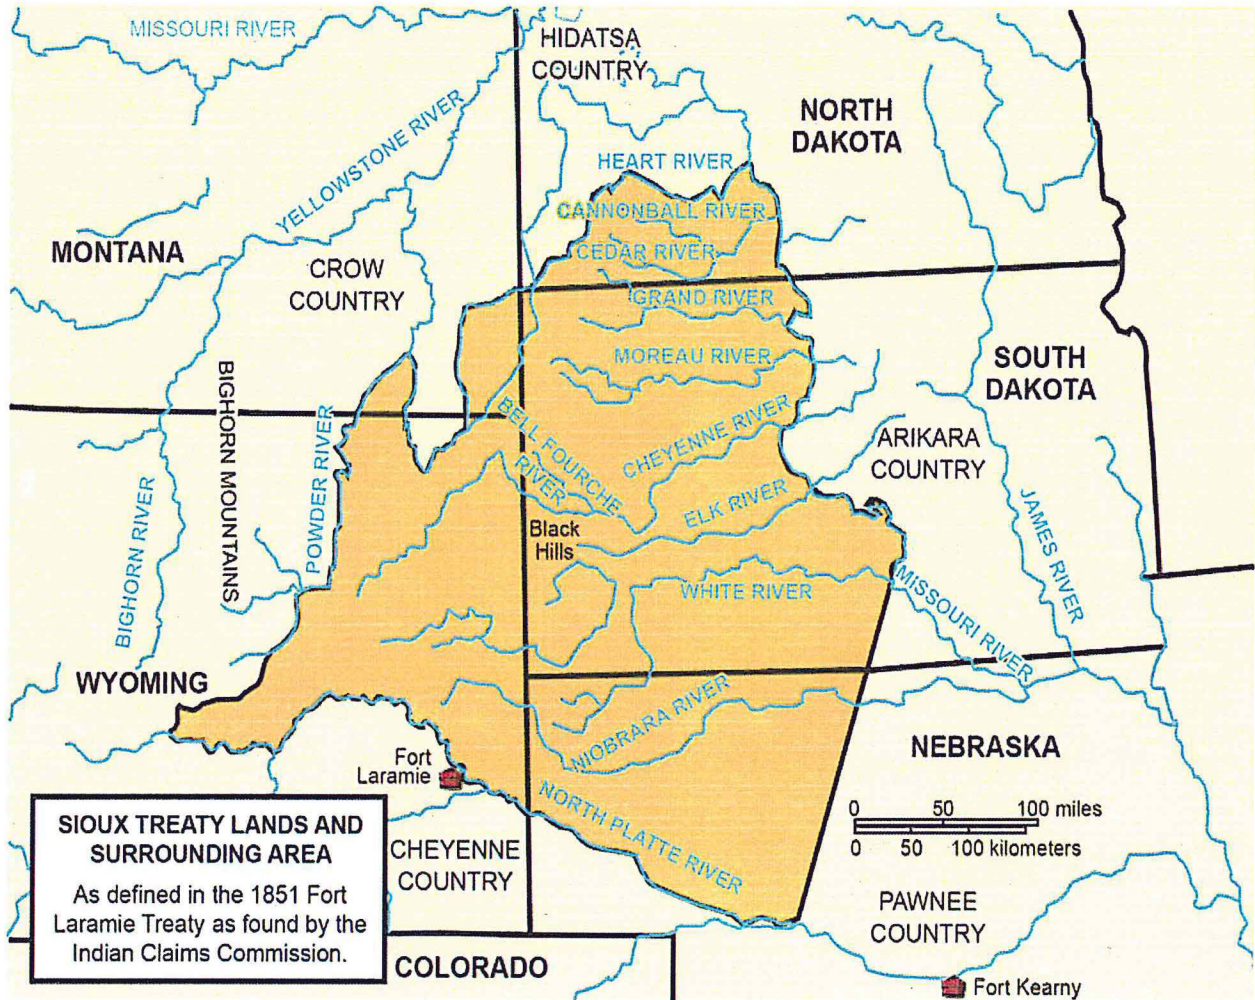 MISSOURI RIVER
HIDATSA
COUNTRY
NORTH
DAKOTA
YELLOWSTONE RIVER
HEART RIVER
CANNONBALL RIVER
CEDAR RIVER
MONTANA
CROW
COUNTRY
GRAND RIVER
MOREAU RIVER
SOUTH
DAKOTA
BIGHORN MOUNTAINS
POWDER RIVER
BIGHORN RIVER
BELL FOURCHE
RIVER
CHEYENNE RIVER
ARIKARA
COUNTRY
ELK RIVER
JAMES RIVER
Black
Hills
WHITE RIVER
MISSOURI RIVER
WYOMING
NIOBRARA RIVER
NEBRASKA
Fort
Laramie
NORTH PLATTE RIVER
0 50 100 miles
0 50 100 kilometers
SIOUX TREATY LANDS AND
SURROUNDING AREA
As defined in the 1851 Fort
Laramie Treaty as found by the
Indian Claims Commission.
CHEYENNE
COUNTRY
PAWNEE
COUNTRY
COLORADO
Fort Kearny